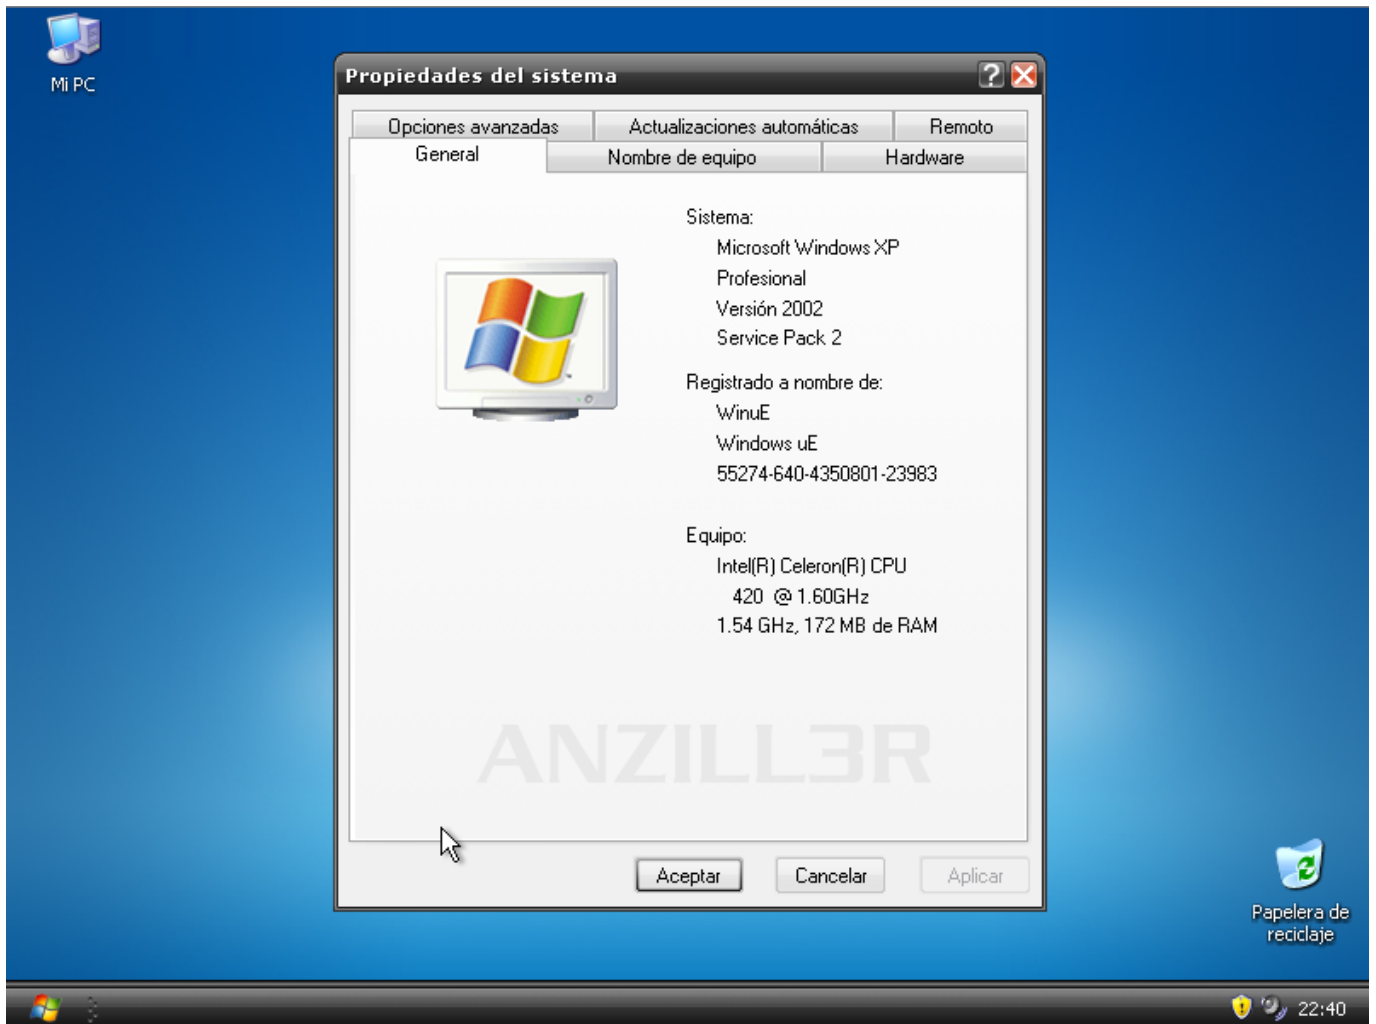 Mi PC
Propiedades del sistema
Opciones avanzadas
Actualizaciones automáticas
Remoto
General
Nombre de equipo
Hardware
Sistema:
Microsoft Windows XP
Profesional
Versión 2002
Service Pack 2
Registrado a nombre de:
WinuE
Windows uE
55274-640-4350801-23983
Equipo:
Intel(R) Celeron(R) CPU
420 @ 1.60GHz
1.54 GHz, 172 MB de RAM
ANZILL3R
Aceptar
Cancelar
Aplicar
Papelera de
reciclaje
22:40